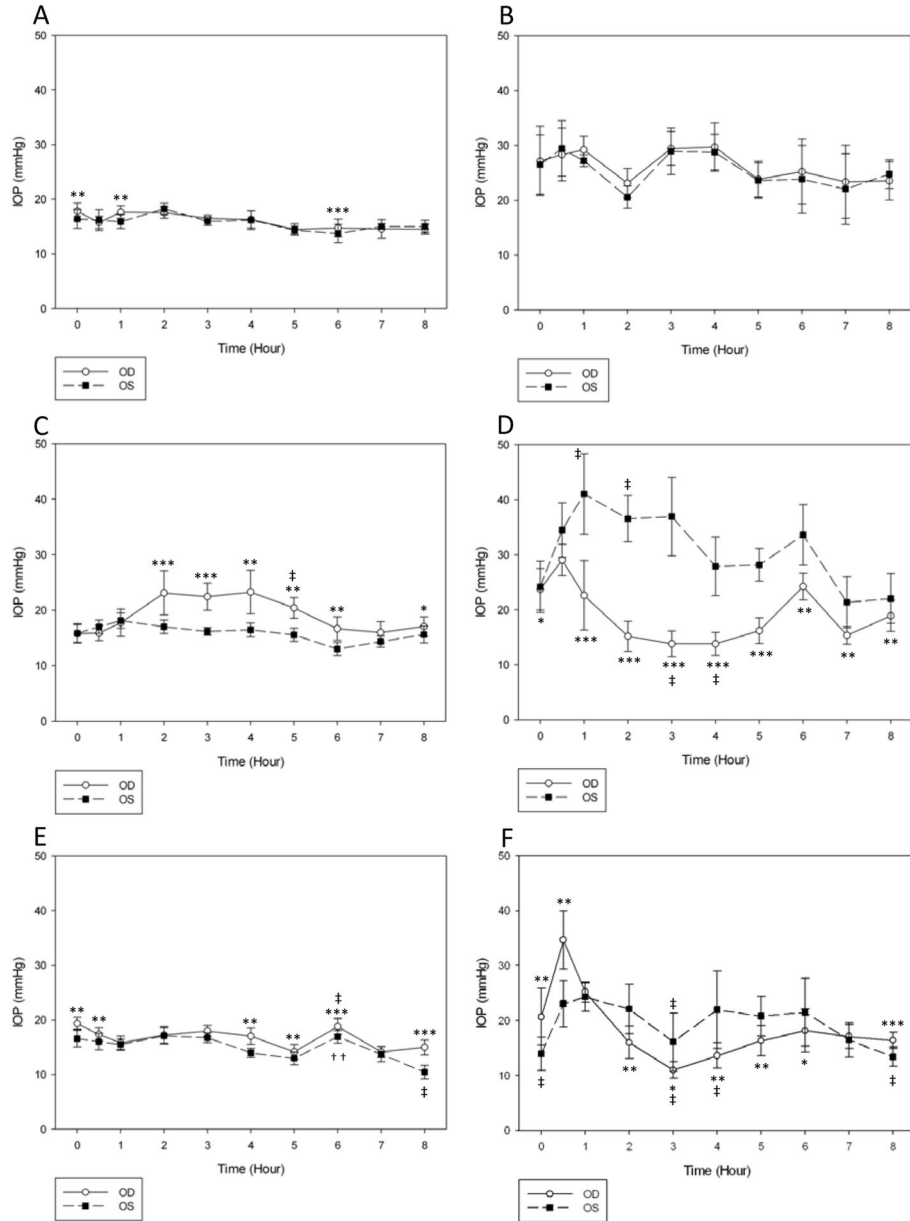 A
50
40
30
20
10
0
IOP (mmHg)
** ** ***
0 1 2 3 4 5 6 7 8
Time (Hour)
OD
OS
B
50
40
30
20
10
0
IOP (mmHg)
0 1 2 3 4 5 6 7 8
Time (Hour)
OD
OS
C
50
40
30
20
10
0
IOP (mmHg)
‡
*** *** ** ** ** *
0 1 2 3 4 5 6 7 8
Time (Hour)
OD
OS
D
50
40
30
20
10
0
IOP (mmHg)
‡ ‡
* *** *** *** *** *** ** ** **
‡ ‡
0 1 2 3 4 5 6 7 8
Time (Hour)
OD
OS
E
50
40
30
20
10
0
IOP (mmHg)
‡
** ** ** ** *** ***
††
‡
0 1 2 3 4 5 6 7 8
Time (Hour)
OD
OS
F
50
40
30
20
10
0
IOP (mmHg)
**
** ‡ ***
‡ ** * ** ** * ‡
‡ ‡
0 1 2 3 4 5 6 7 8
Time (Hour)
OD
OS